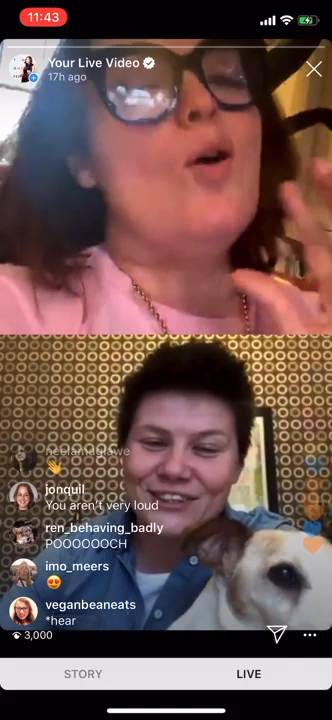 11:43
Your Live Video
17h ago
neelamaglawe
👋
jonquil
You aren't very loud
ren_behaving_badly
POOOOOOCH
imo_meers
😍
veganbeaneats
*hear
3,000
STORY
LIVE